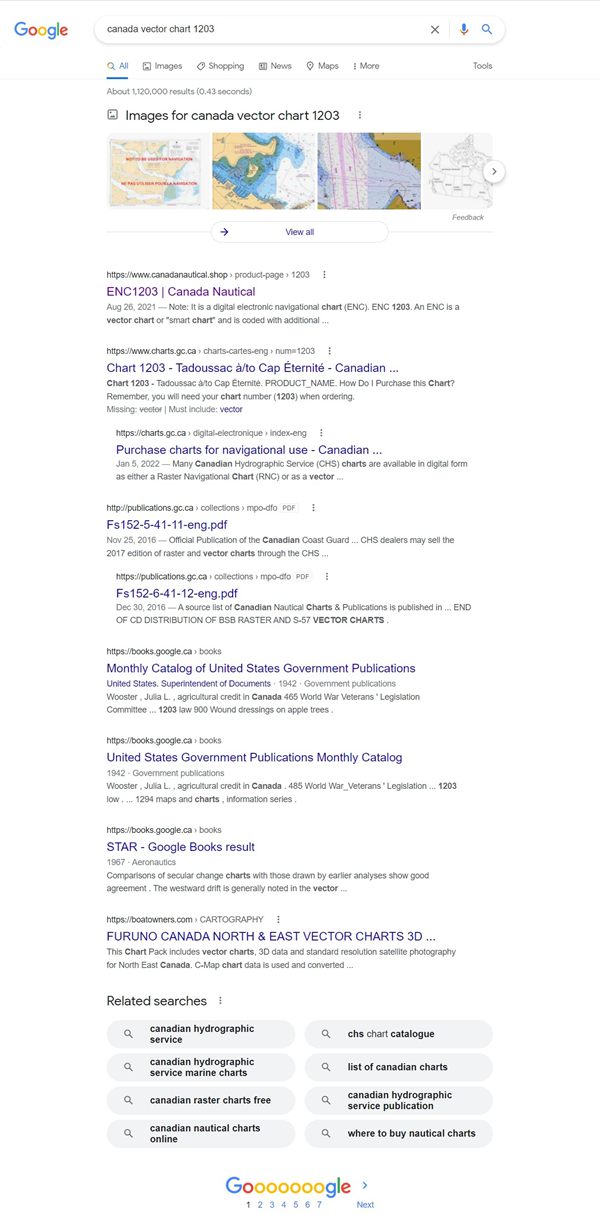 Google
canada vector chart 1203
All Images Shopping News Maps More Tools
About 1,120,000 results (0.43 seconds)
Images for canada vector chart 1203
NOT TO BE USED FOR NAVIGATION
NE PAS UTILISER POUR LA NAVIGATION
Feedback
View all
https://www.canadanautical.shop › product-page › 1203
ENC1203 | Canada Nautical
Aug 26, 2021 — Note: It is a digital electronic navigational chart (ENC). ENC 1203. An ENC is a
vector chart or "smart chart" and is coded with additional ...
https://www.charts.gc.ca › charts-cartes-eng › num=1203
Chart 1203 - Tadoussac à/to Cap Éternité - Canadian ...
Chart 1203 - Tadoussac à/to Cap Éternité. PRODUCT_NAME. How Do I Purchase this Chart?
Remember, you will need your chart number (1203) when ordering.
Missing: vector | Must include: vector
https://charts.gc.ca › digital-electronique › index-eng
Purchase charts for navigational use - Canadian ...
Jan 5, 2022 — Many Canadian Hydrographic Service (CHS) charts are available in digital form
as either a Raster Navigational Chart (RNC) or as a vector ...
http://publications.gc.ca › collections › mpo-dfo PDF
Fs152-5-41-11-eng.pdf
Nov 25, 2016 — Official Publication of the Canadian Coast Guard ... CHS dealers may sell the
2017 edition of raster and vector charts through the CHS ...
https://publications.gc.ca › collections › mpo-dfo PDF
Fs152-6-41-12-eng.pdf
Dec 30, 2016 — A source list of Canadian Nautical Charts & Publications is published in ... END
OF CD DISTRIBUTION OF BSB RASTER AND S-57 VECTOR CHARTS .
https://books.google.ca › books
Monthly Catalog of United States Government Publications
United States. Superintendent of Documents · 1942 · Government publications
Wooster , Julia L. , agricultural credit in Canada 465 World War Veterans ' Legislation
Committee ... 1203 law 900 Wound dressings on apple trees .
https://books.google.ca › books
United States Government Publications Monthly Catalog
1942 · Government publications
Wooster , Julia L. , agricultural credit in Canada . 485 World War_Veterans ' Legislation ... 1203
low . ... 1294 maps and charts , information series .
https://books.google.ca › books
STAR - Google Books result
1967 · Aeronautics
Comparisons of secular change charts with those drawn by earlier analyses show good
agreement . The westward drift is generally noted in the vector ...
https://boatowners.com › CARTOGRAPHY
FURUNO CANADA NORTH & EAST VECTOR CHARTS 3D ...
This Chart Pack includes vector charts, 3D data and standard resolution satellite photography
for North East Canada. C-Map chart data is used and converted ...
Related searches
canadian hydrographic
service
chs chart catalogue
canadian hydrographic
service marine charts
list of canadian charts
canadian raster charts free
canadian hydrographic
service publication
canadian nautical charts
online
where to buy nautical charts
Gooooooogle
1 2 3 4 5 6 7 Next